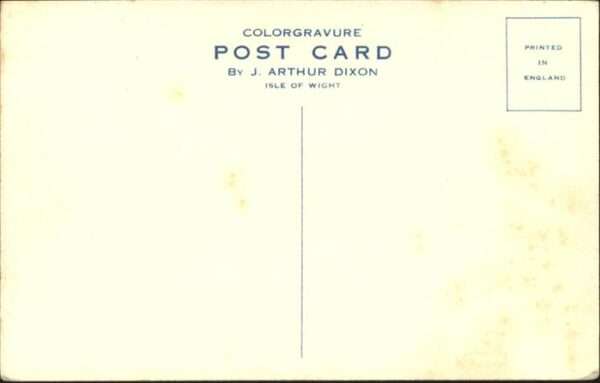 COLORGRAVURE
POST CARD
BY J. ARTHUR DIXON
ISLE OF WIGHT
PRINTED
IN
ENGLAND